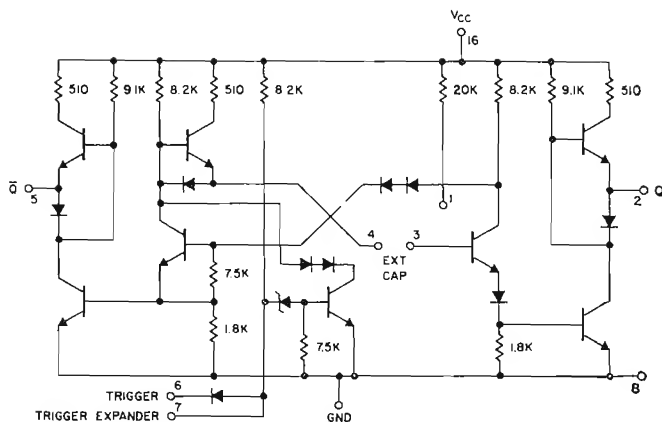 VCC
16
510
9.1K
8.2K
510
8.2K
20K
8.2K
9.1K
510
Q̅
5
1
2
Q
4
3
EXT
CAP
7.5K
1.8K
7.5K
1.8K
TRIGGER
6
TRIGGER EXPANDER
7
GND
8